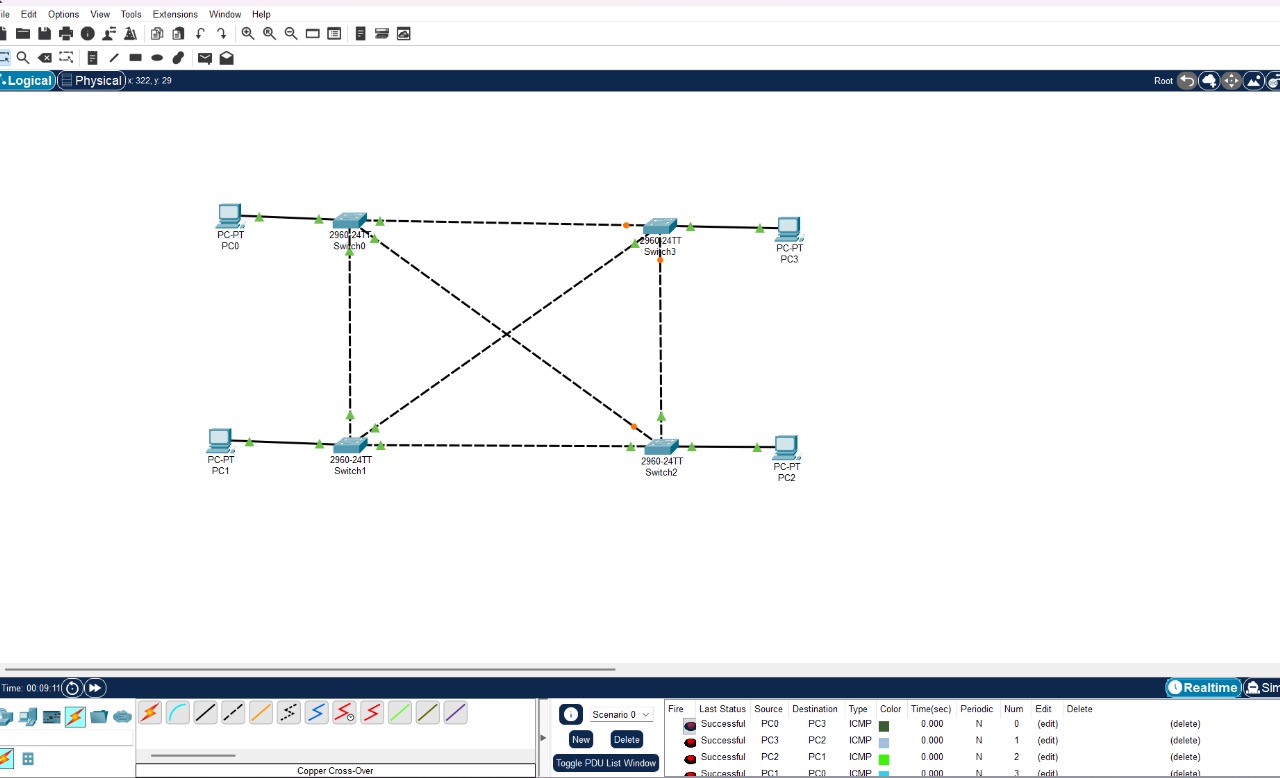 ile Edit Options View Tools Extensions Window Help
Logical Physical x: 322, y: 29 Root
PC-PT
PC0
2960-24TT
Switch0
2960-24TT
Switch3
PC-PT
PC3
PC-PT
PC1
2960-24TT
Switch1
2960-24TT
Switch2
PC-PT
PC2
Time: 00:09:11 Realtime Sim
Scenario 0
New Delete
Toggle PDU List Window
Copper Cross-Over
Fire Last Status Source Destination Type Color Time(sec) Periodic Num Edit Delete
Successful PC0 PC3 ICMP 0.000 N 0 (edit) (delete)
Successful PC3 PC2 ICMP 0.000 N 1 (edit) (delete)
Successful PC2 PC1 ICMP 0.000 N 2 (edit) (delete)
Successful PC1 PC0 ICMP 0.000 N 3 (edit) (delete)